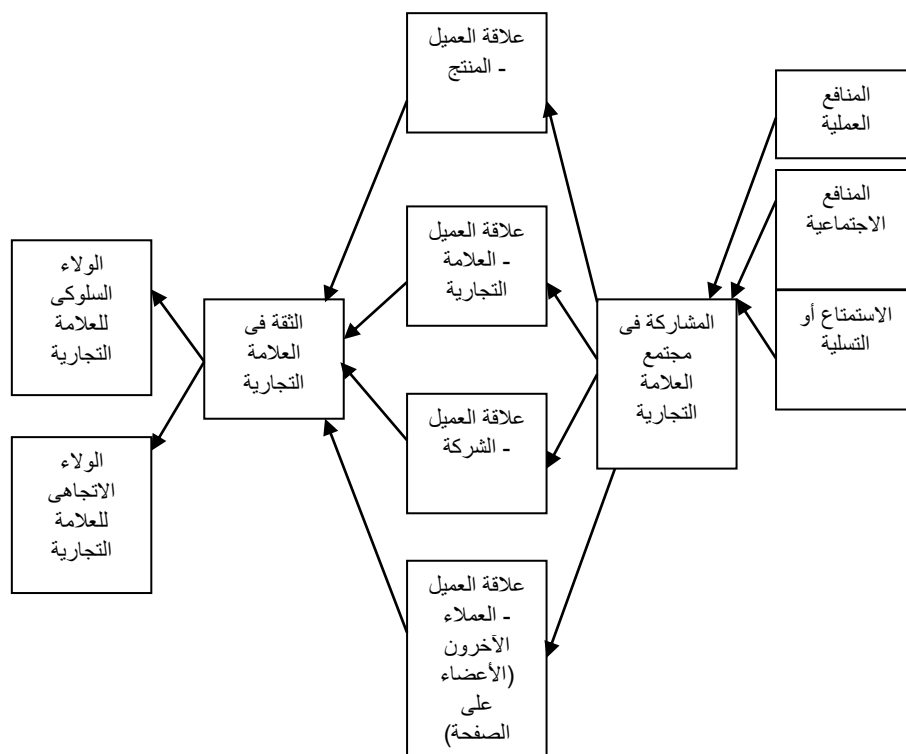 المنافع
العملية
المنافع
الاجتماعية
الاستمتاع أو
التسلية
المشاركة فى
مجتمع
العلامة
التجارية
علاقة العميل
- المنتج
علاقة العميل
- العلامة
التجارية
علاقة العميل
- الشركة
علاقة العميل
- العملاء
الآخرون
(الأعضاء
على
الصفحة)
الثقة فى
العلامة
التجارية
الولاء
السلوكى
للعلامة
التجارية
الولاء
الاتجاهى
للعلامة
التجارية